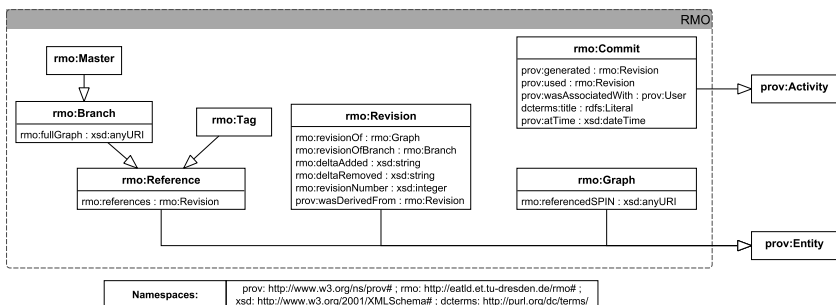 RMO
rmo:Master
rmo:Branch
rmo:fullGraph : xsd:anyURI
rmo:Tag
rmo:Reference
rmo:references : rmo:Revision
rmo:Revision
rmo:revisionOf : rmo:Graph
rmo:revisionOfBranch : rmo:Branch
rmo:deltaAdded : xsd:string
rmo:deltaRemoved : xsd:string
rmo:revisionNumber : xsd:integer
prov:wasDerivedFrom : rmo:Revision
rmo:Commit
prov:generated : rmo:Revision
prov:used : rmo:Revision
prov:wasAssociatedWith : prov:User
dcterms:title : rdfs:Literal
prov:atTime : xsd:dateTime
rmo:Graph
rmo:referencedSPIN : xsd:anyURI
prov:Activity
prov:Entity
Namespaces:
prov: http://www.w3.org/ns/prov# ; rmo: http://eatld.et.tu-dresden.de/rmo# ;
xsd: http://www.w3.org/2001/XMLSchema# ; dcterms: http://purl.org/dc/terms/